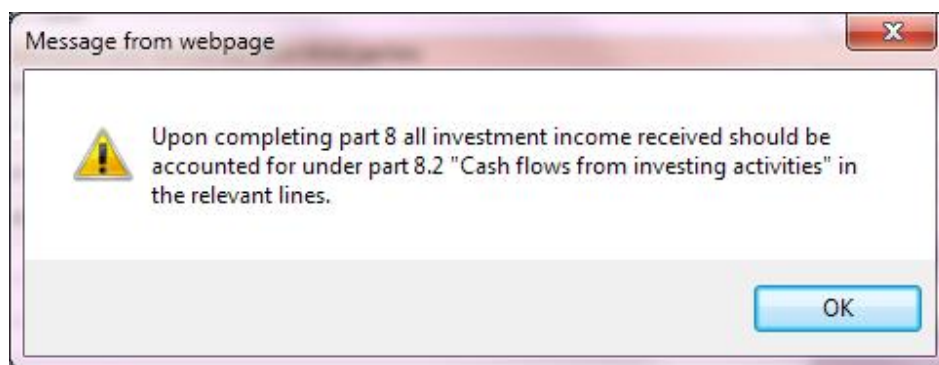 Message from webpage
Upon completing part 8 all investment income received should be
accounted for under part 8.2 "Cash flows from investing activities" in
the relevant lines.
OK